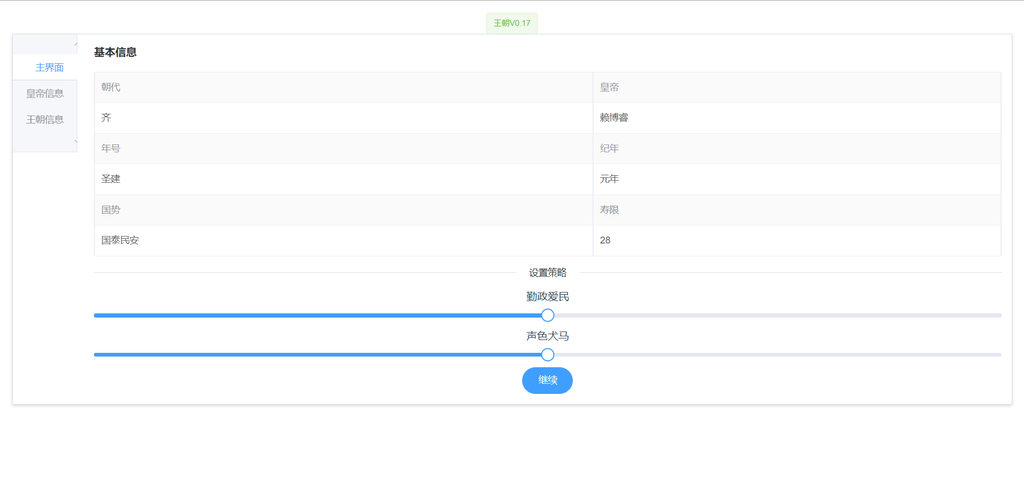 王朝V0.17
主界面
皇帝信息
王朝信息
基本信息
朝代 皇帝
齐 赖博睿
年号 纪年
圣建 元年
国势 寿限
国泰民安 28
设置策略
勤政爱民
声色犬马
继续